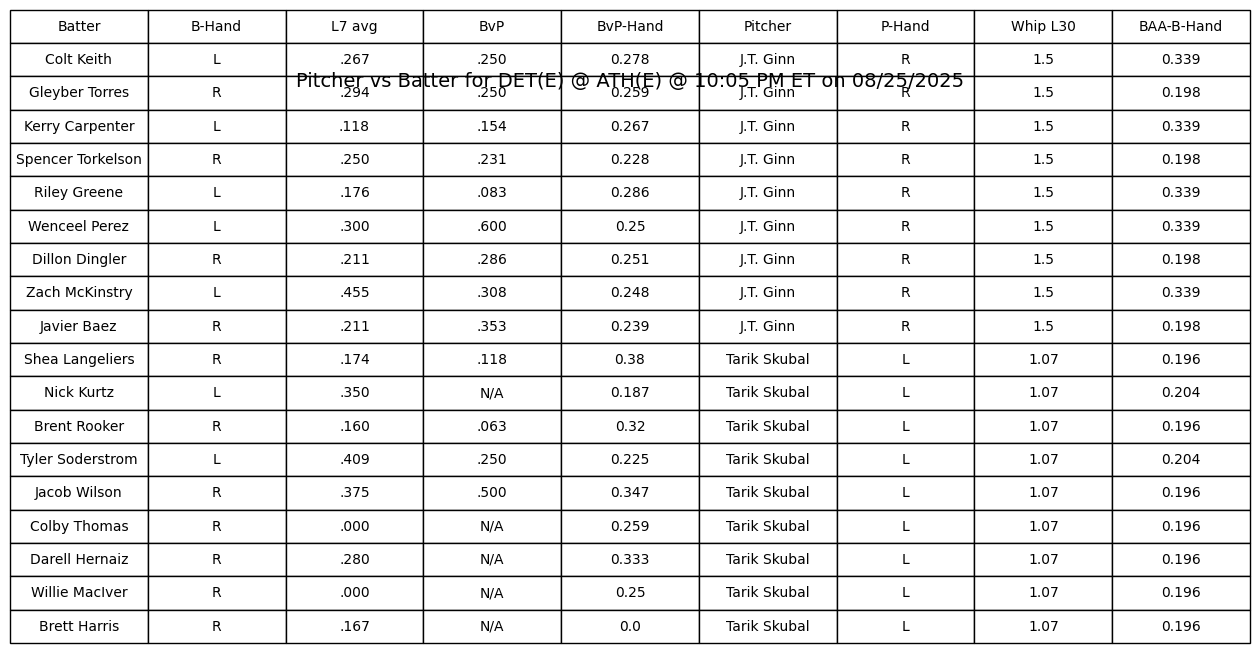 Batter B-Hand L7 avg BvP BvP-Hand Pitcher P-Hand Whip L30 BAA-B-Hand
Colt Keith L .267 .250 0.278 J.T. Ginn R 1.5 0.339
Pitcher vs Batter for DET(E) @ ATH(E) @ 10:05 PM ET on 08/25/2025
Gleyber Torres R .294 .250 0.259 J.T. Ginn R 1.5 0.198
Kerry Carpenter L .118 .154 0.267 J.T. Ginn R 1.5 0.339
Spencer Torkelson R .250 .231 0.228 J.T. Ginn R 1.5 0.198
Riley Greene L .176 .083 0.286 J.T. Ginn R 1.5 0.339
Wenceel Perez L .300 .600 0.25 J.T. Ginn R 1.5 0.339
Dillon Dingler R .211 .286 0.251 J.T. Ginn R 1.5 0.198
Zach McKinstry L .455 .308 0.248 J.T. Ginn R 1.5 0.339
Javier Baez R .211 .353 0.239 J.T. Ginn R 1.5 0.198
Shea Langeliers R .174 .118 0.38 Tarik Skubal L 1.07 0.196
Nick Kurtz L .350 N/A 0.187 Tarik Skubal L 1.07 0.204
Brent Rooker R .160 .063 0.32 Tarik Skubal L 1.07 0.196
Tyler Soderstrom L .409 .250 0.225 Tarik Skubal L 1.07 0.204
Jacob Wilson R .375 .500 0.347 Tarik Skubal L 1.07 0.196
Colby Thomas R .000 N/A 0.259 Tarik Skubal L 1.07 0.196
Darell Hernaiz R .280 N/A 0.333 Tarik Skubal L 1.07 0.196
Willie MacIver R .000 N/A 0.25 Tarik Skubal L 1.07 0.196
Brett Harris R .167 N/A 0.0 Tarik Skubal L 1.07 0.196